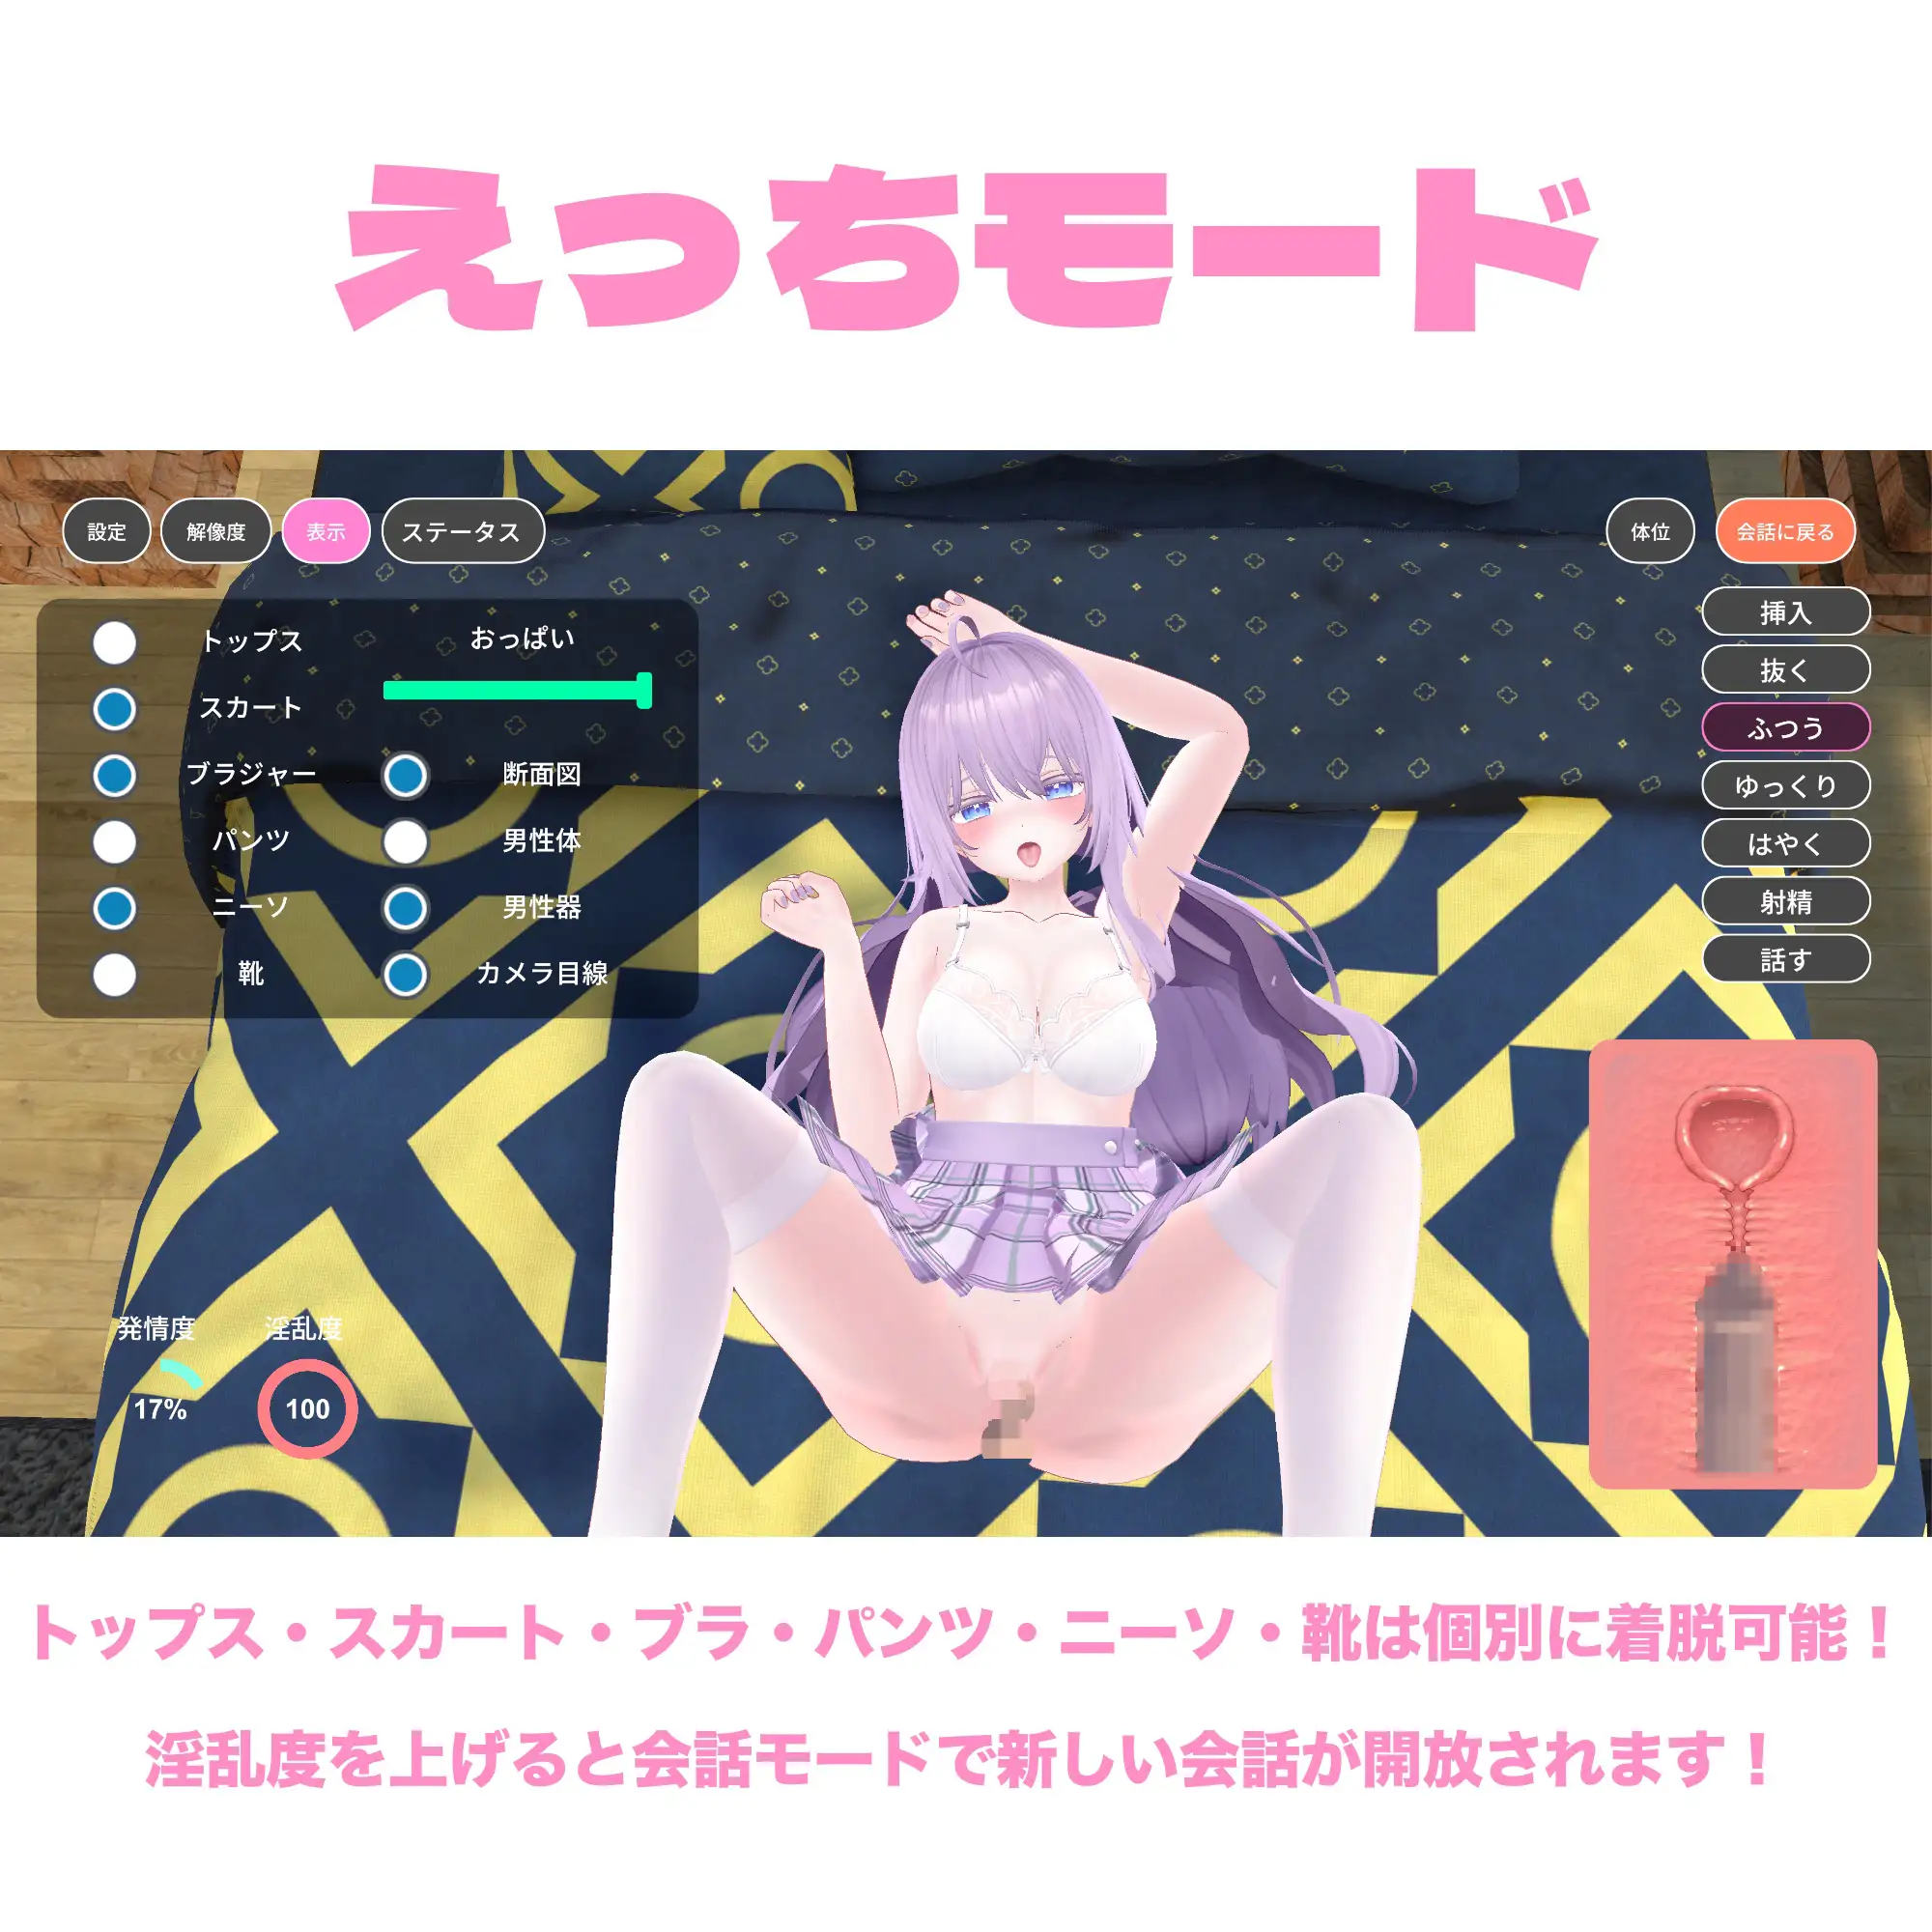 えっちモード
設定 解像度 表示 ステータス 体位 会話に戻る
トップス おっぱい
スカート
ブラジャー 断面図
パンツ 男性体
ニーソ 男性器
靴 カメラ目線
挿入
抜く
ふつう
ゆっくり
はやく
射精
話す
発情度 淫乱度
17% 100
トップス・スカート・ブラ・パンツ・ニーソ・靴は個別に着脱可能！
淫乱度を上げると会話モードで新しい会話が開放されます！